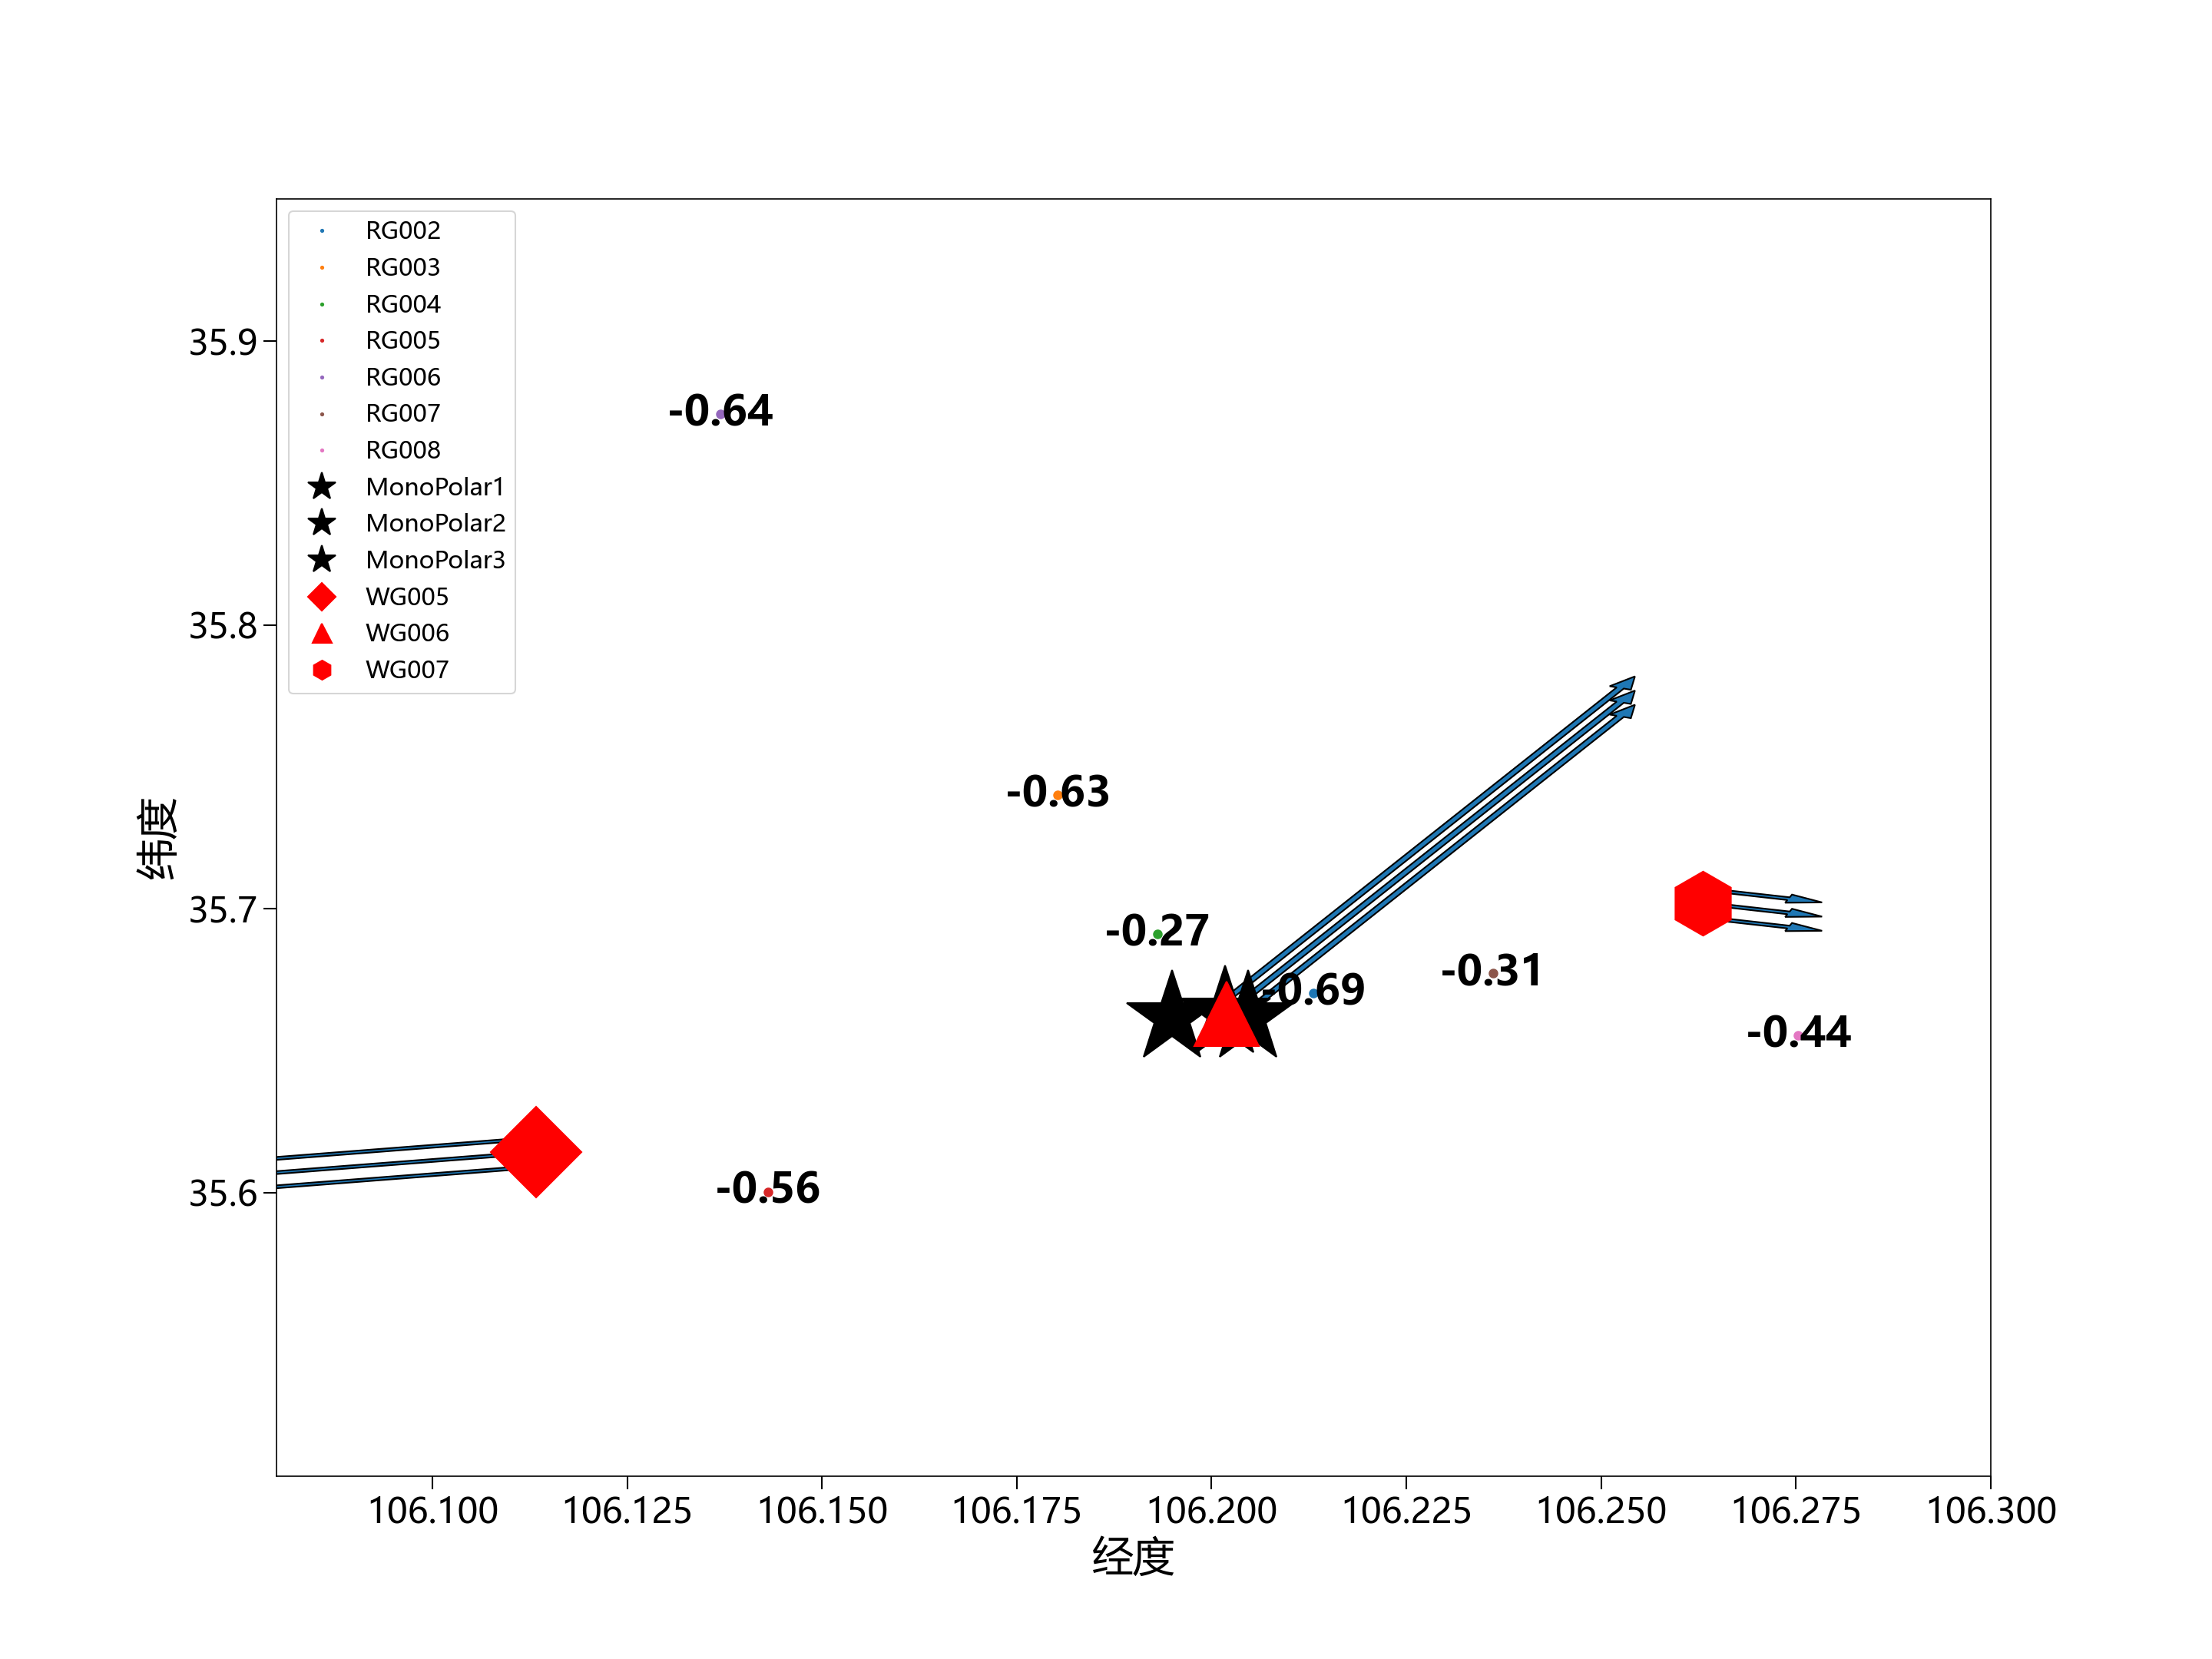 RG002
RG003
RG004
RG005
RG006
RG007
RG008
MonoPolar1
MonoPolar2
MonoPolar3
WG005
WG006
WG007
35.9
35.8
35.7
35.6
纬度
-0.64
-0.63
-0.27
-0.69
-0.31
-0.44
-0.56
106.100
106.125
106.150
106.175
106.200
106.225
106.250
106.275
106.300
经度